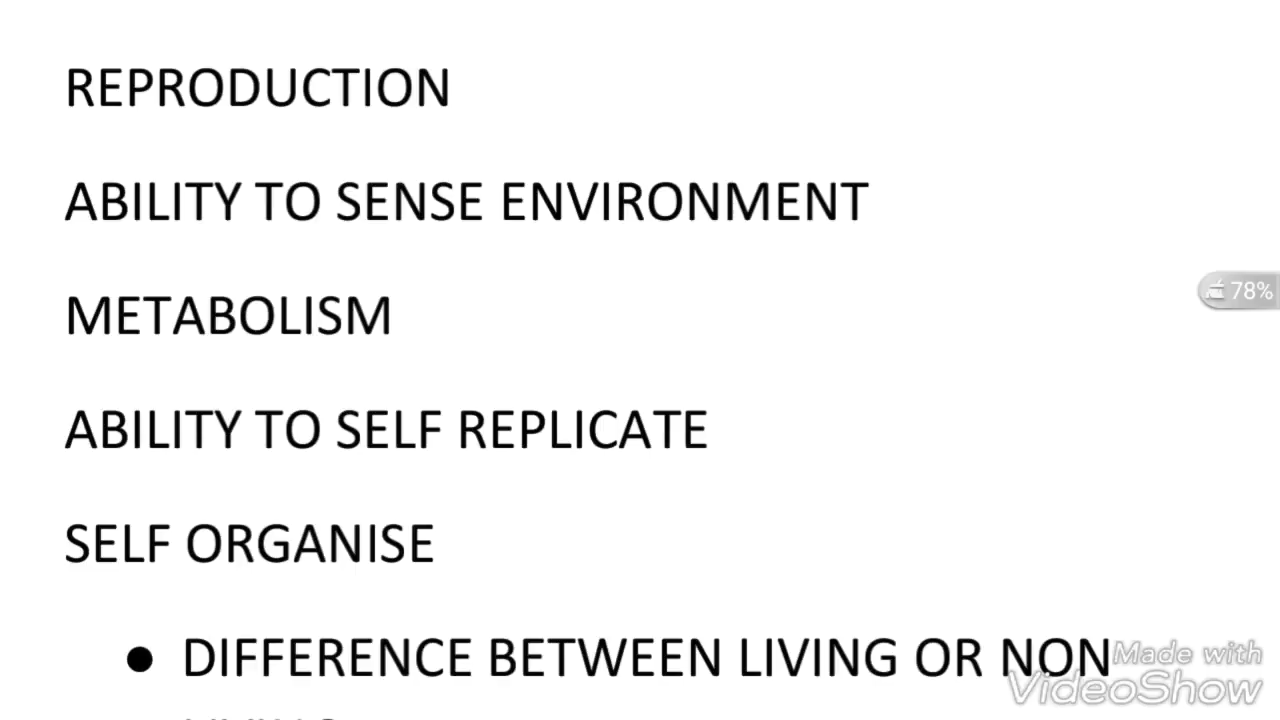 REPRODUCTION
ABILITY TO SENSE ENVIRONMENT
78%
METABOLISM
ABILITY TO SELF REPLICATE
SELF ORGANISE
● DIFFERENCE BETWEEN LIVING OR NON
Made with
VideoShow